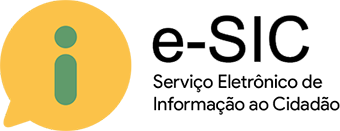 e-SIC
Serviço Eletrônico de
Informação ao Cidadão